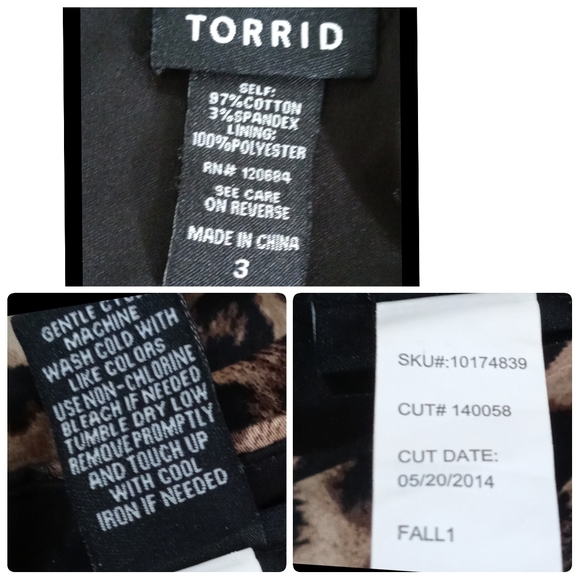 TORRID
SELF:
97%COTTON
3%SPANDEX
LINING:
100%POLYESTER
RN# 120684
SEE CARE
ON REVERSE
MADE IN CHINA
3
GENTLE
MACHINE
WASH COLD WITH
LIKE COLORS
USE NON-CHLORINE
BLEACH IF NEEDED
TUMBLE DRY LOW
REMOVE PROMPTLY
AND TOUCH UP
WITH COOL
IRON IF NEEDED
SKU#:10174839
CUT# 140058
CUT DATE:
05/20/2014
FALL1